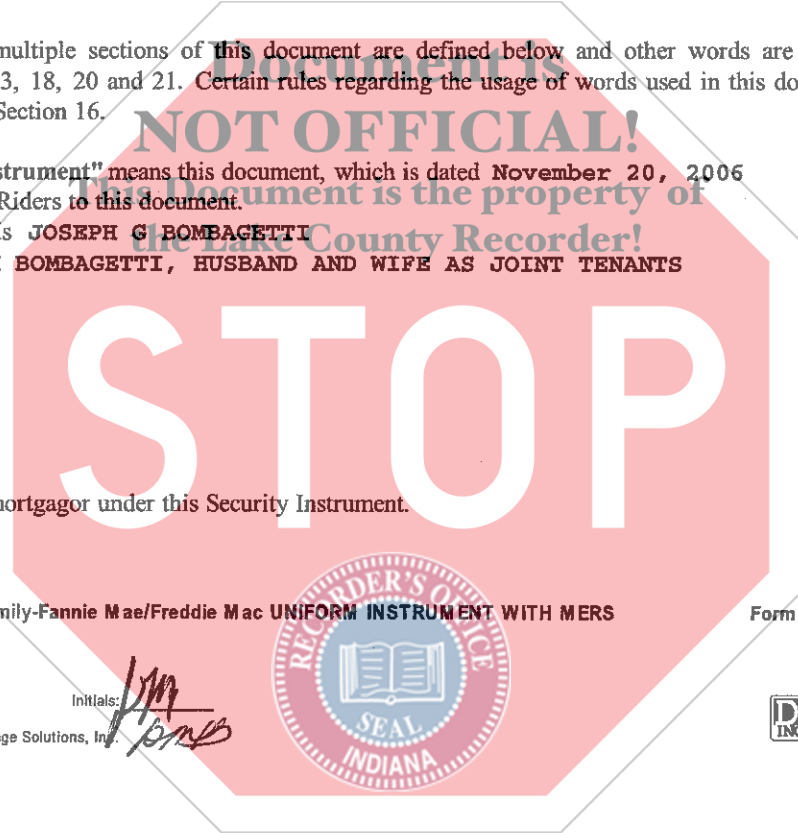 multiple sections of this document are defined below and other words are
3, 18, 20 and 21. Certain rules regarding the usage of words used in this do
Section 16.
Document is
NOT OFFICIAL!
This Document is the property of
the Lake County Recorder!
strument" means this document, which is dated November 20, 2006
Riders to this document.
is JOSEPH G BOMBAGETTI
BOMBAGETTI, HUSBAND AND WIFE AS JOINT TENANTS
STOP
mortgagor under this Security Instrument.
mily-Fannie Mae/Freddie Mac UNIFORM INSTRUMENT WITH MERS Form
RECORDER'S OFFICE
SEAL
INDIANA
Initials:
ge Solutions, Inc.